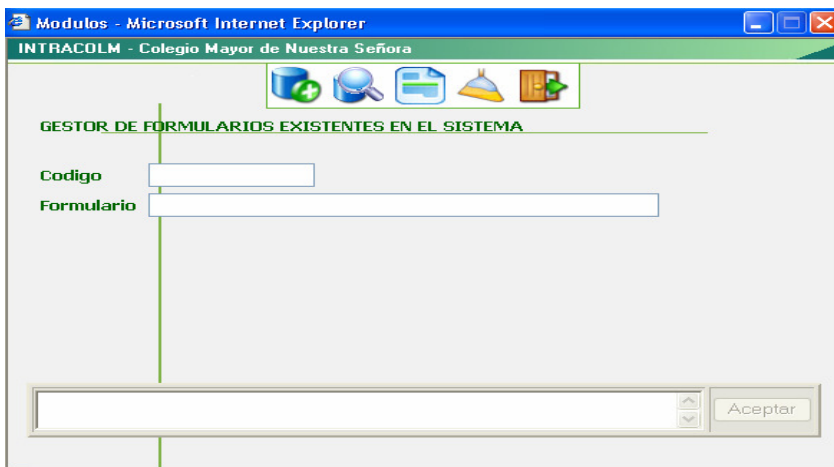 Modulos - Microsoft Internet Explorer
INTRACOLM - Colegio Mayor de Nuestra Señora
GESTOR DE FORMULARIOS EXISTENTES EN EL SISTEMA
Codigo
Formulario
Aceptar